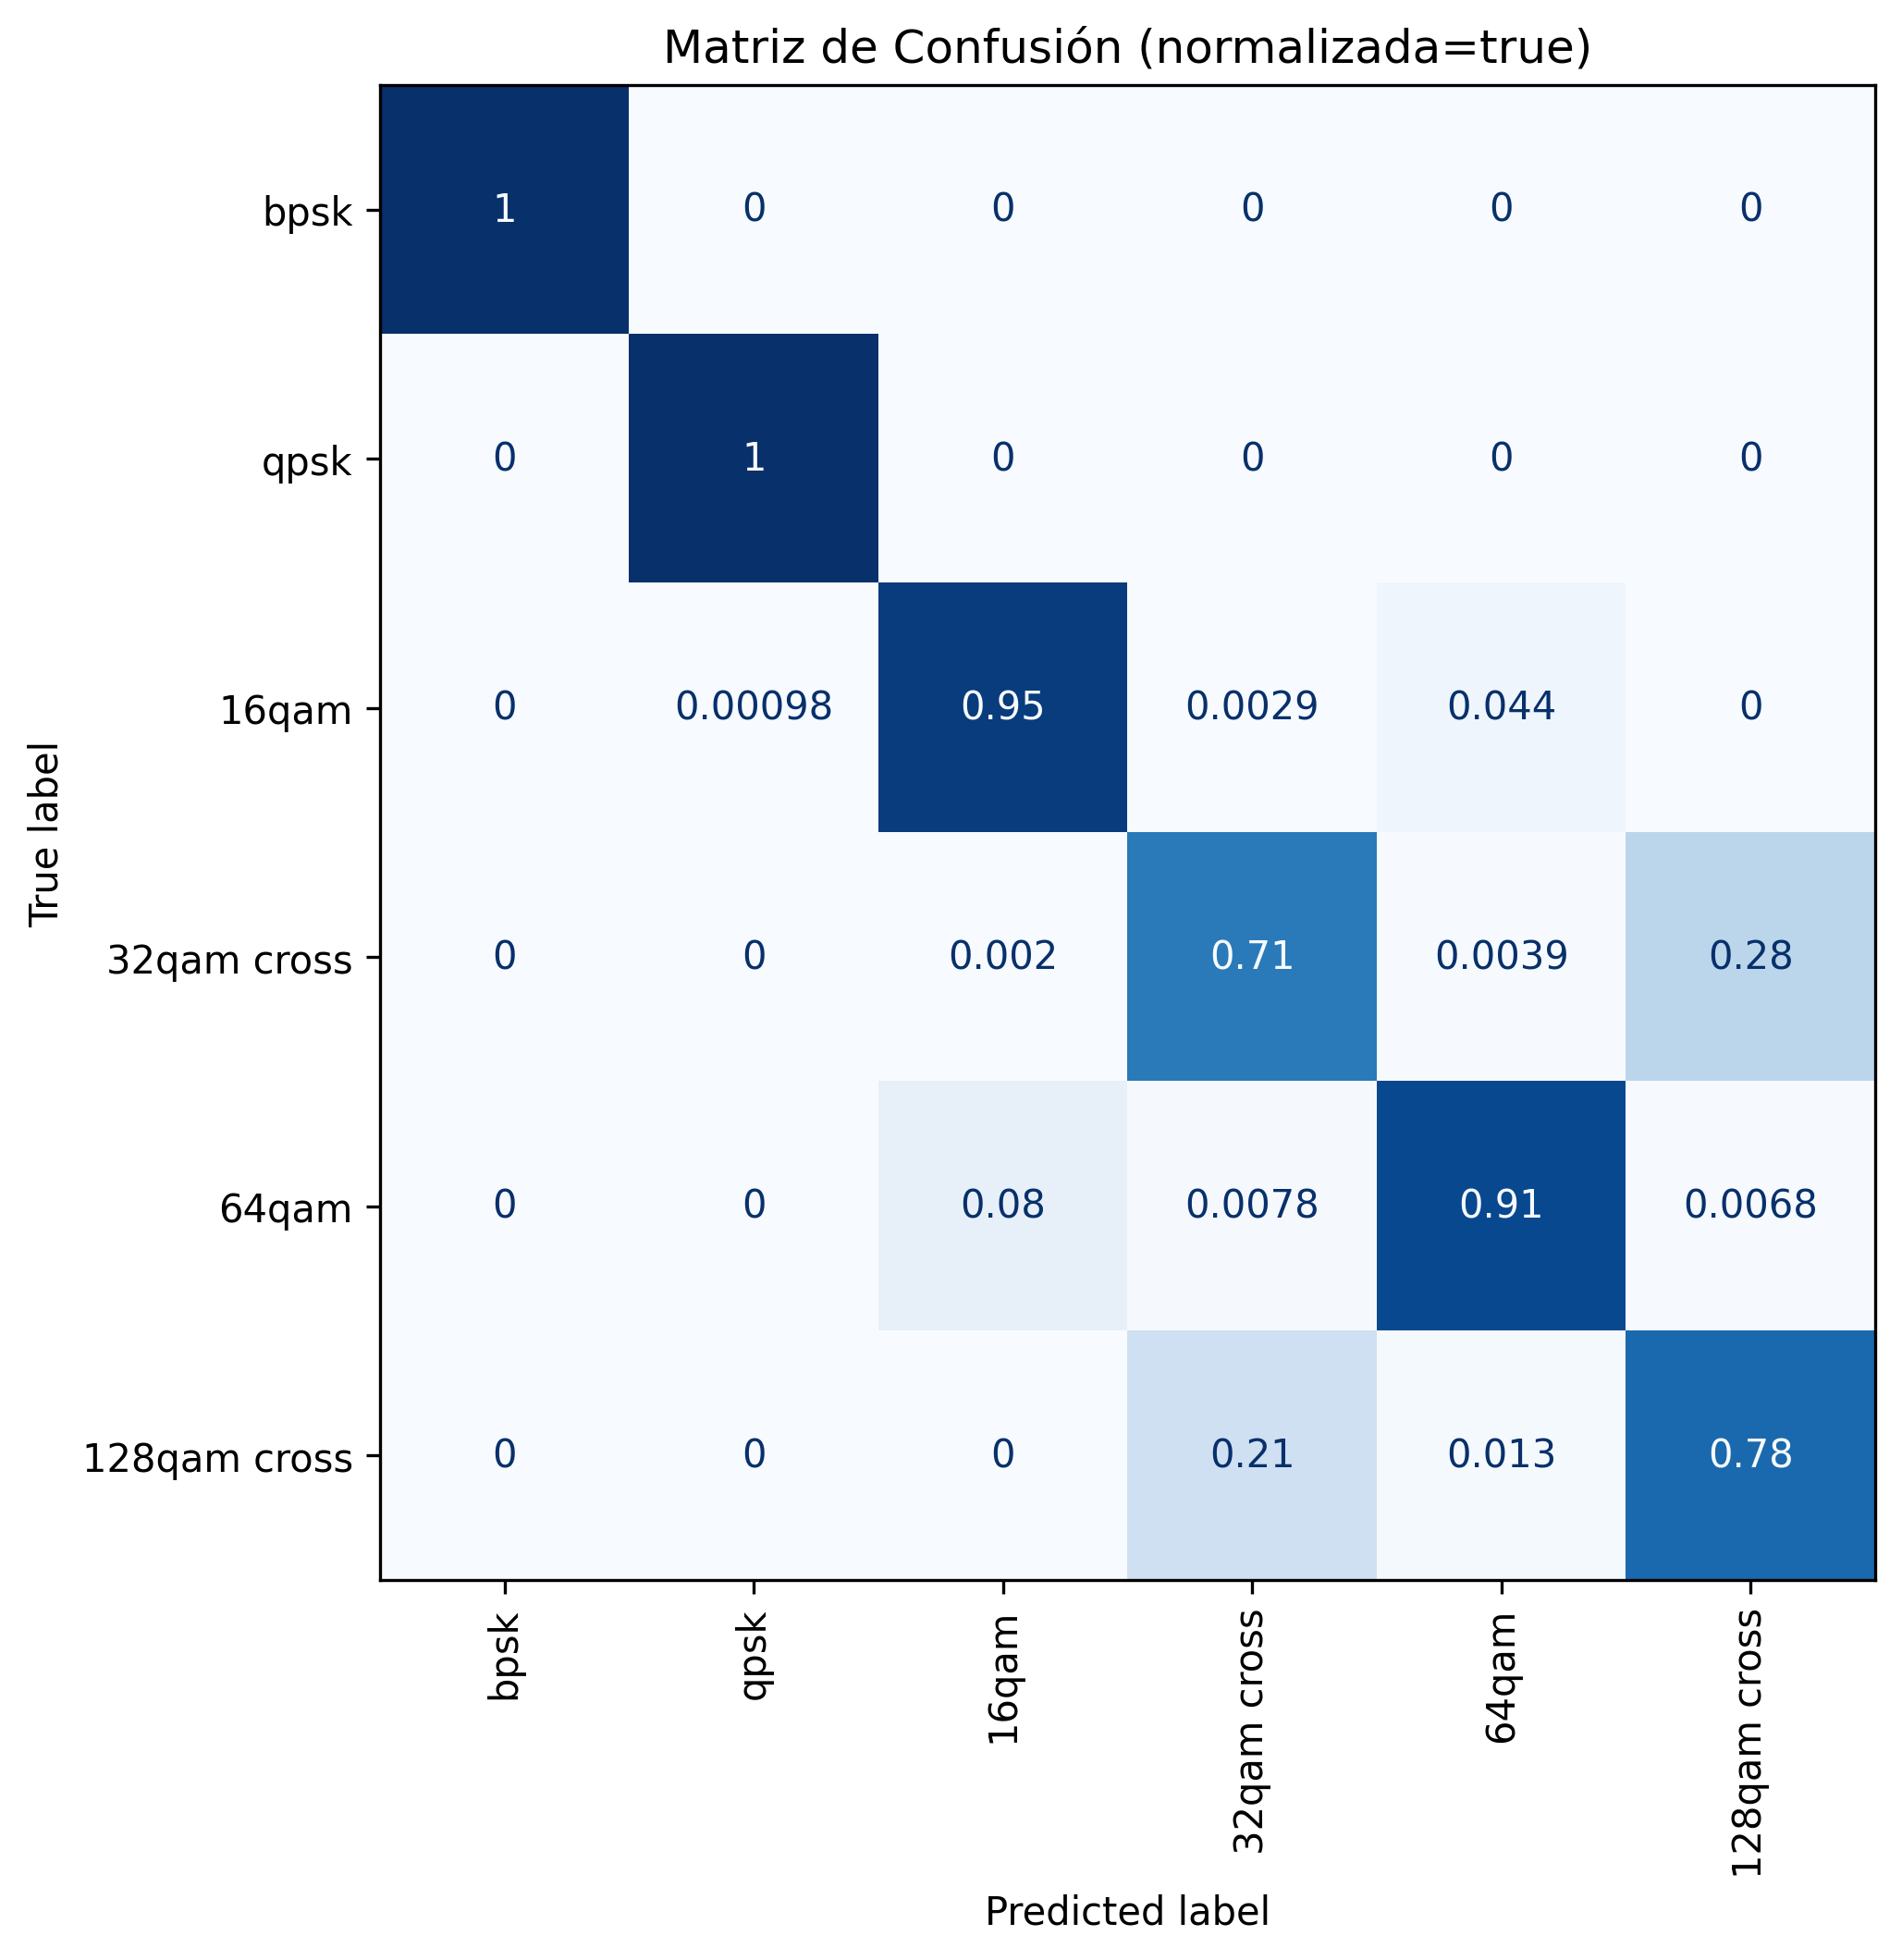 Matriz de Confusión (normalizada=true)
True label
bpsk 1 0 0 0 0 0
qpsk 0 1 0 0 0 0
16qam 0 0.00098 0.95 0.0029 0.044 0
32qam cross 0 0 0.002 0.71 0.0039 0.28
64qam 0 0 0.08 0.0078 0.91 0.0068
128qam cross 0 0 0 0.21 0.013 0.78
bpsk qpsk 16qam 32qam cross 64qam 128qam cross
Predicted label